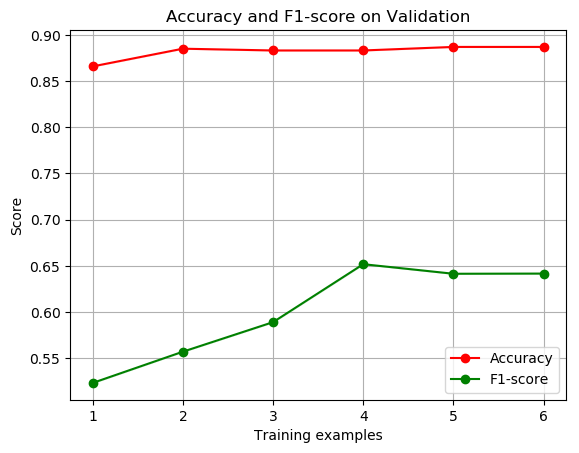 Accuracy and F1-score on Validation
0.90
0.85
0.80
0.75
0.70
0.65
0.60
0.55
Score
Accuracy
F1-score
1 2 3 4 5 6
Training examples